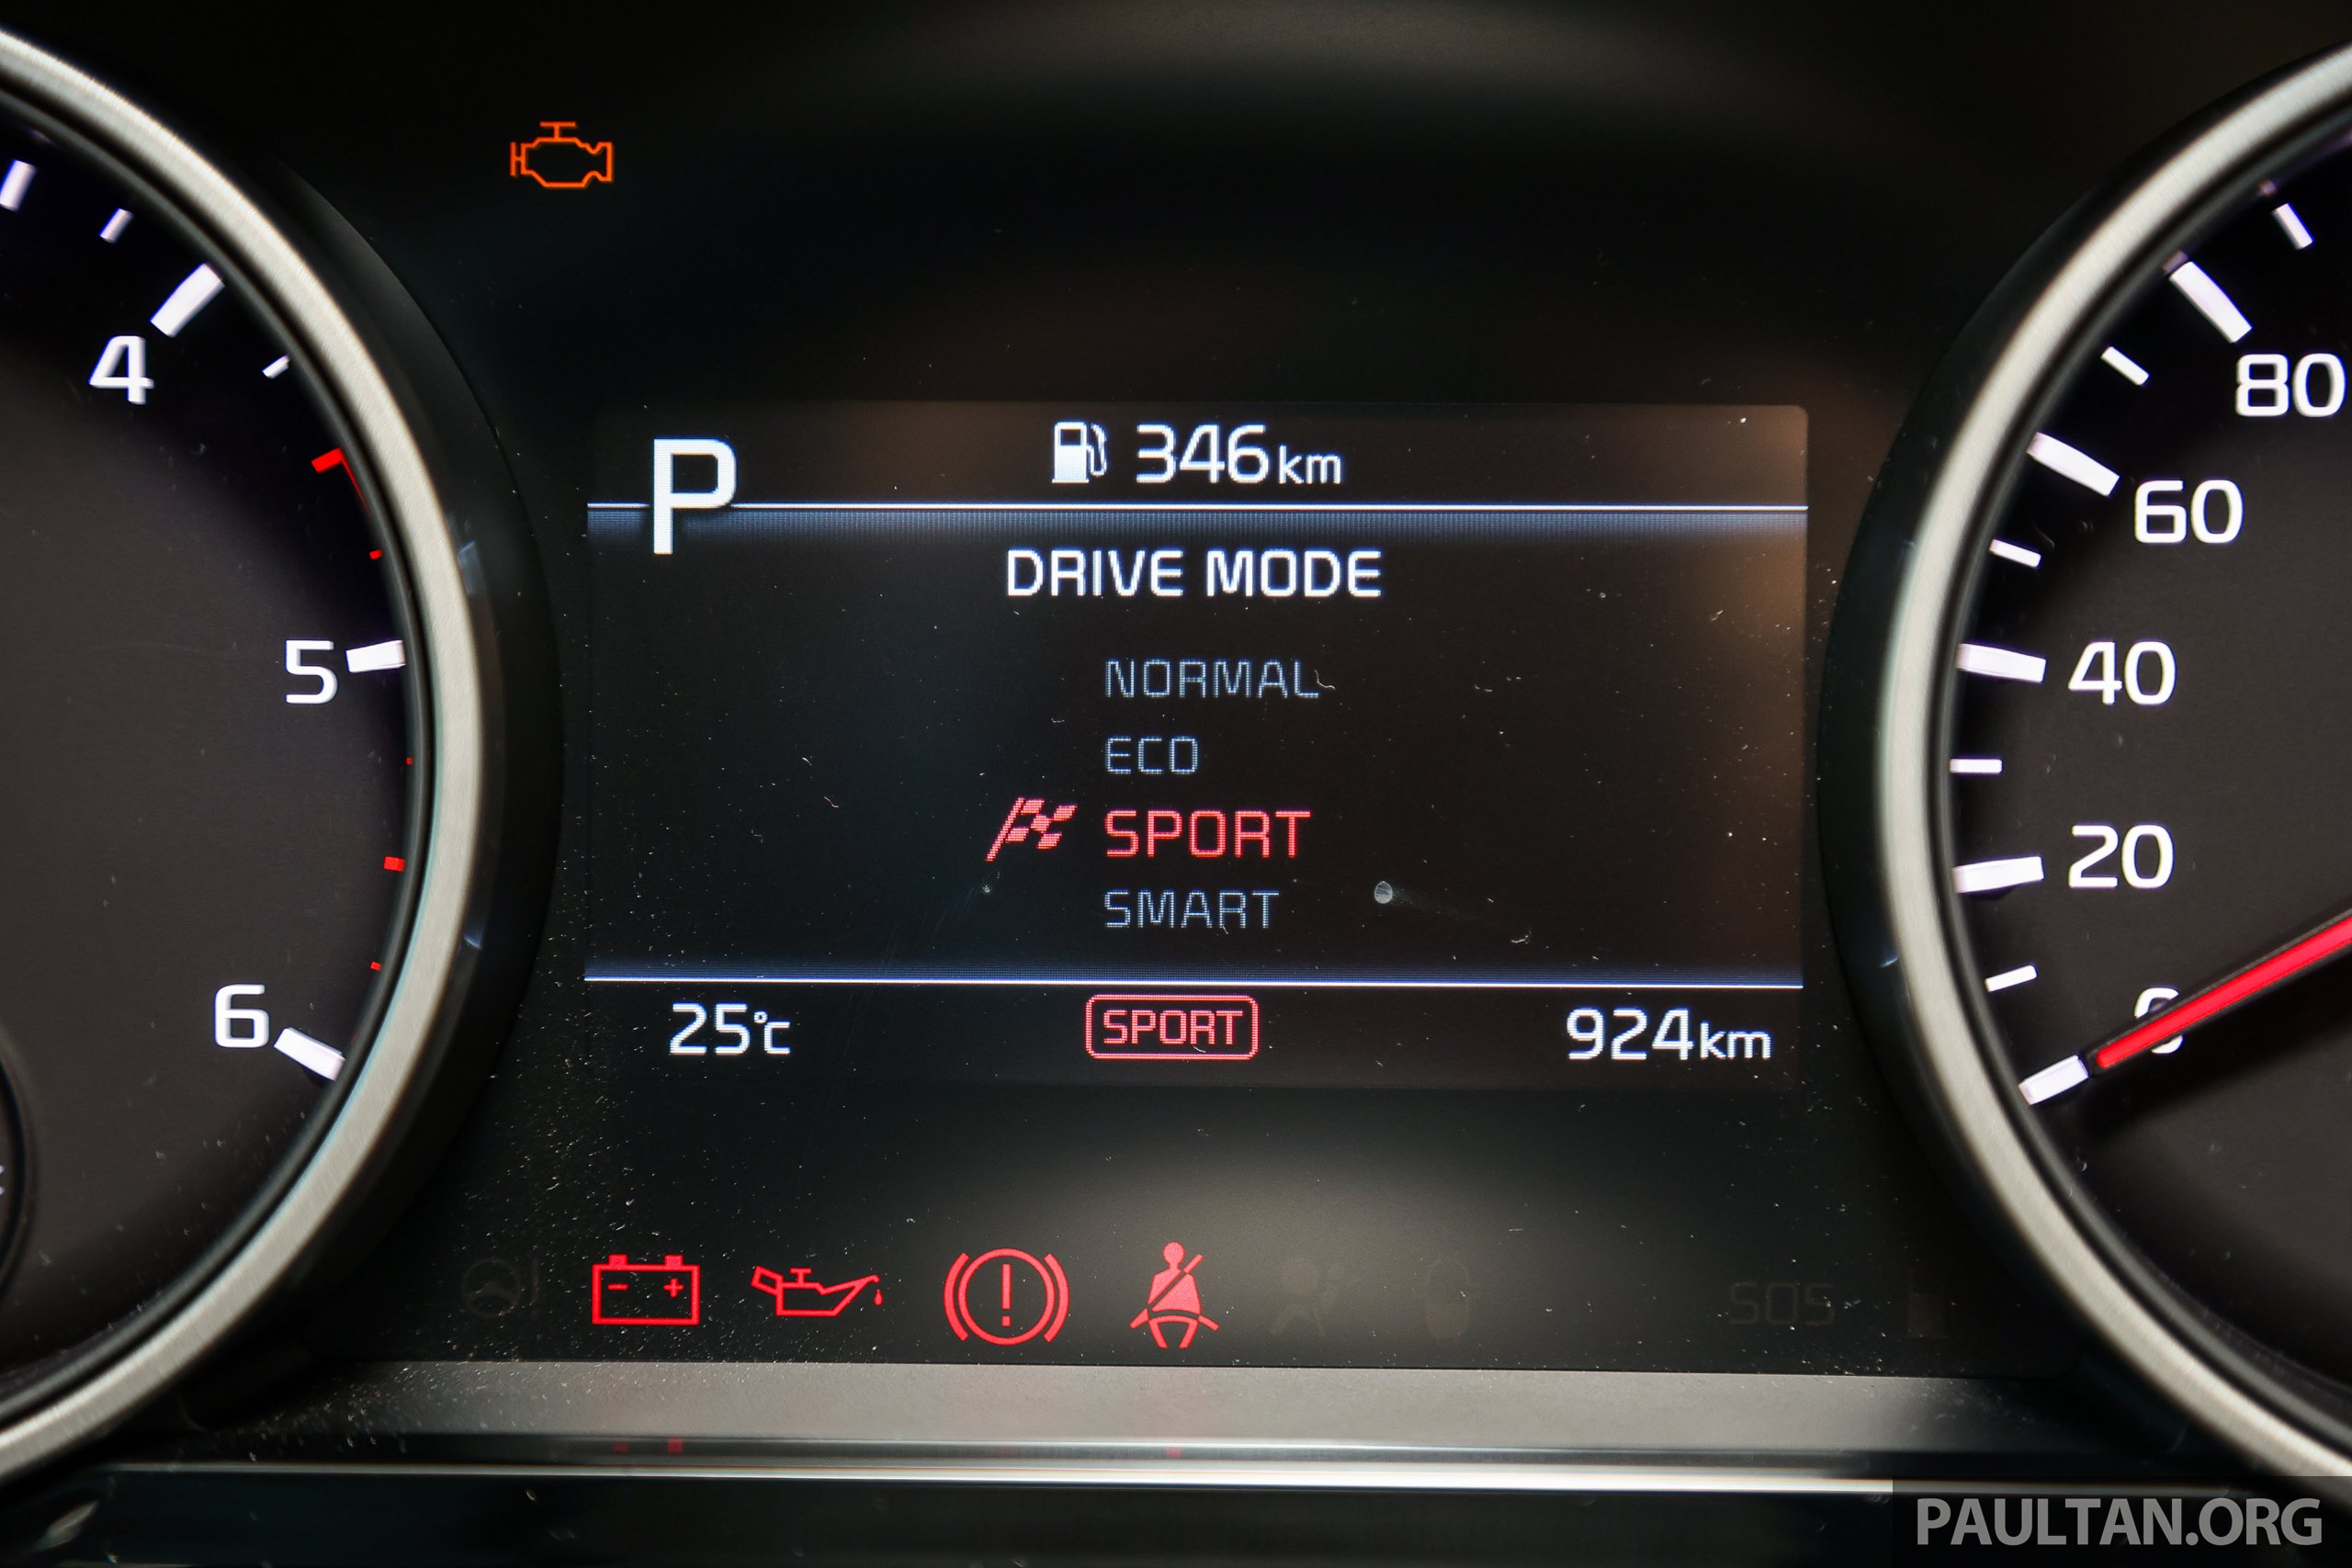 4
5
6
P
346km
DRIVE MODE
NORMAL
ECO
SPORT
SMART
25°C
SPORT
924km
80
60
40
20
0
SOS
PAULTAN.ORG